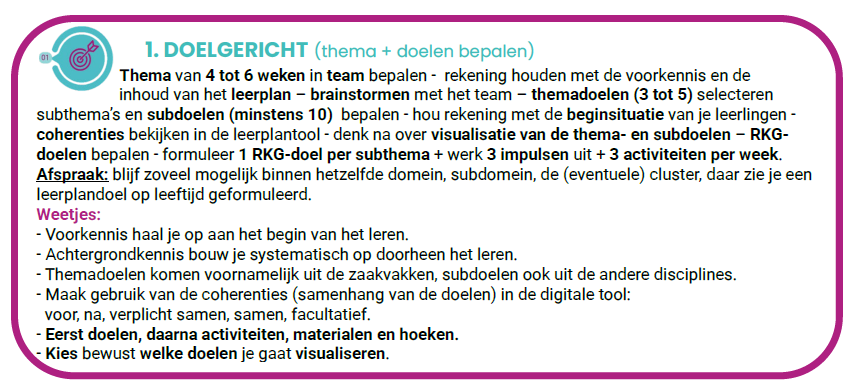 01
1. DOELGERICHT (thema + doelen bepalen)
Thema van 4 tot 6 weken in team bepalen - rekening houden met de voorkennis en de
inhoud van het leerplan – brainstormen met het team – themadoelen (3 tot 5) selecteren
subthema's en subdoelen (minstens 10) bepalen - hou rekening met de beginsituatie van je leerlingen -
coherenties bekijken in de leerplantool - denk na over visualisatie van de thema- en subdoelen – RKG-
doelen bepalen - formuleer 1 RKG-doel per subthema + werk 3 impulsen uit + 3 activiteiten per week.
Afspraak: blijf zoveel mogelijk binnen hetzelfde domein, subdomein, de (eventuele) cluster, daar zie je een
leerplandoel op leeftijd geformuleerd.
Weetjes:
- Voorkennis haal je op aan het begin van het leren.
- Achtergrondkennis bouw je systematisch op doorheen het leren.
- Themadoelen komen voornamelijk uit de zaakvakken, subdoelen ook uit de andere disciplines.
- Maak gebruik van de coherenties (samenhang van de doelen) in de digitale tool:
voor, na, verplicht samen, samen, facultatief.
- Eerst doelen, daarna activiteiten, materialen en hoeken.
- Kies bewust welke doelen je gaat visualiseren.